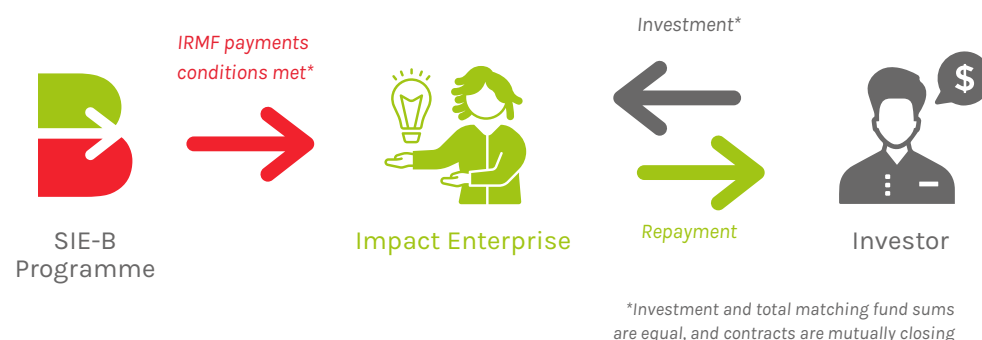 Investment*
IRMF payments
conditions met*
$
SIE-B
Programme
Impact Enterprise
Repayment
Investor
*Investment and total matching fund sums
are equal, and contracts are mutually closing